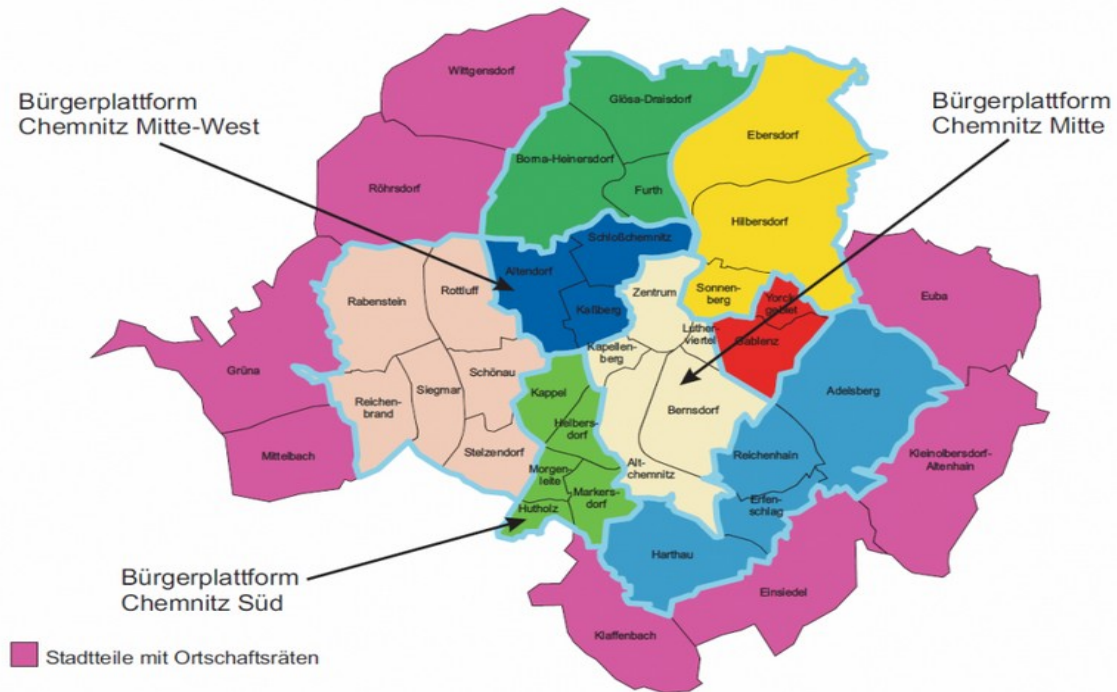 Bürgerplattform
Chemnitz Mitte-West
Bürgerplattform
Chemnitz Mitte
Wittgensdorf
Glösa-Draisdorf
Ebersdorf
Borna-Heinersdorf
Röhrsdorf
Furth
Hilbersdorf
Schloßchemnitz
Altendorf
Rottluff
Zentrum
Sonnen-
berg
Yorck-
gebiet
Euba
Rabenstein
Kaßberg
Luther-
viertel
Gablenz
Kapellen-
berg
Grüna
Schönau
Siegmar
Kappel
Adelsberg
Reichen-
brand
Bernsdorf
Helbers-
dorf
Mittelbach
Stelzendorf
Reichenhain
Kleinolbersdorf-
Altenhain
Alt-
chemnitz
Morgen-
leite
Markers-
dorf
Erfen-
schlag
Hutholz
Harthau
Bürgerplattform
Chemnitz Süd
Einsiedel
Klaffenbach
Stadtteile mit Ortschaftsräten